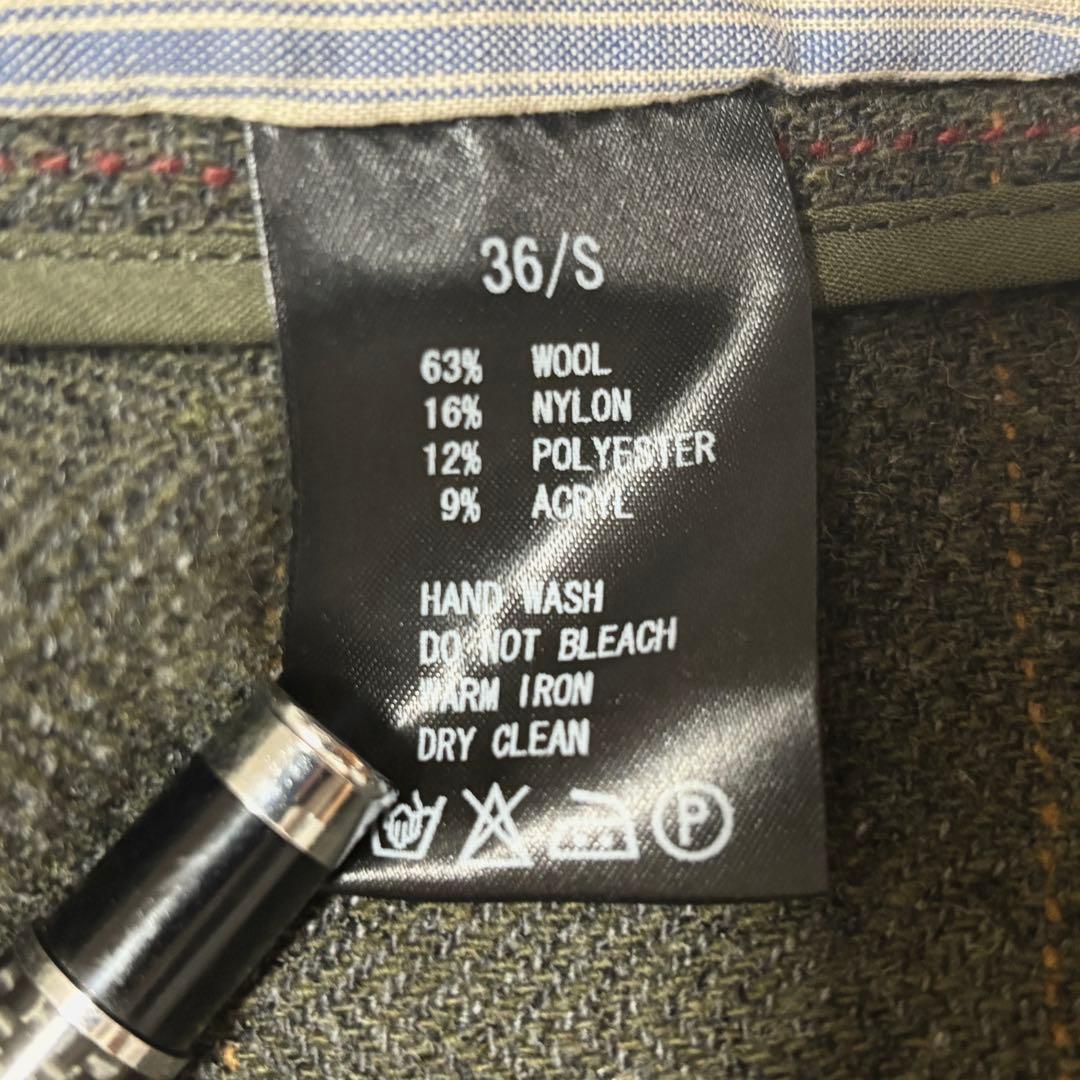 36/S
63% WOOL
16% NYLON
12% POLYESTER
9% ACRYL
HAND WASH
DO NOT BLEACH
WARM IRON
DRY CLEAN
P